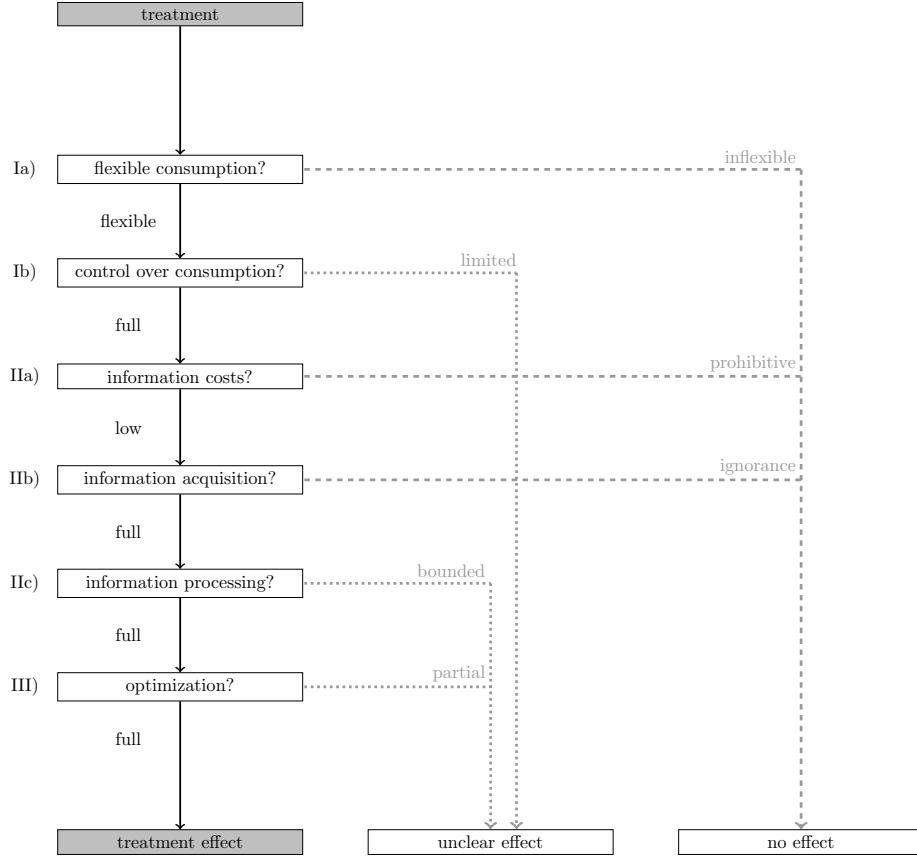 treatment
Ia) flexible consumption? inflexible
flexible
Ib) control over consumption? limited
full
IIa) information costs? prohibitive
low
IIb) information acquisition? ignorance
full
IIc) information processing? bounded
full
III) optimization? partial
full
treatment effect unclear effect no effect